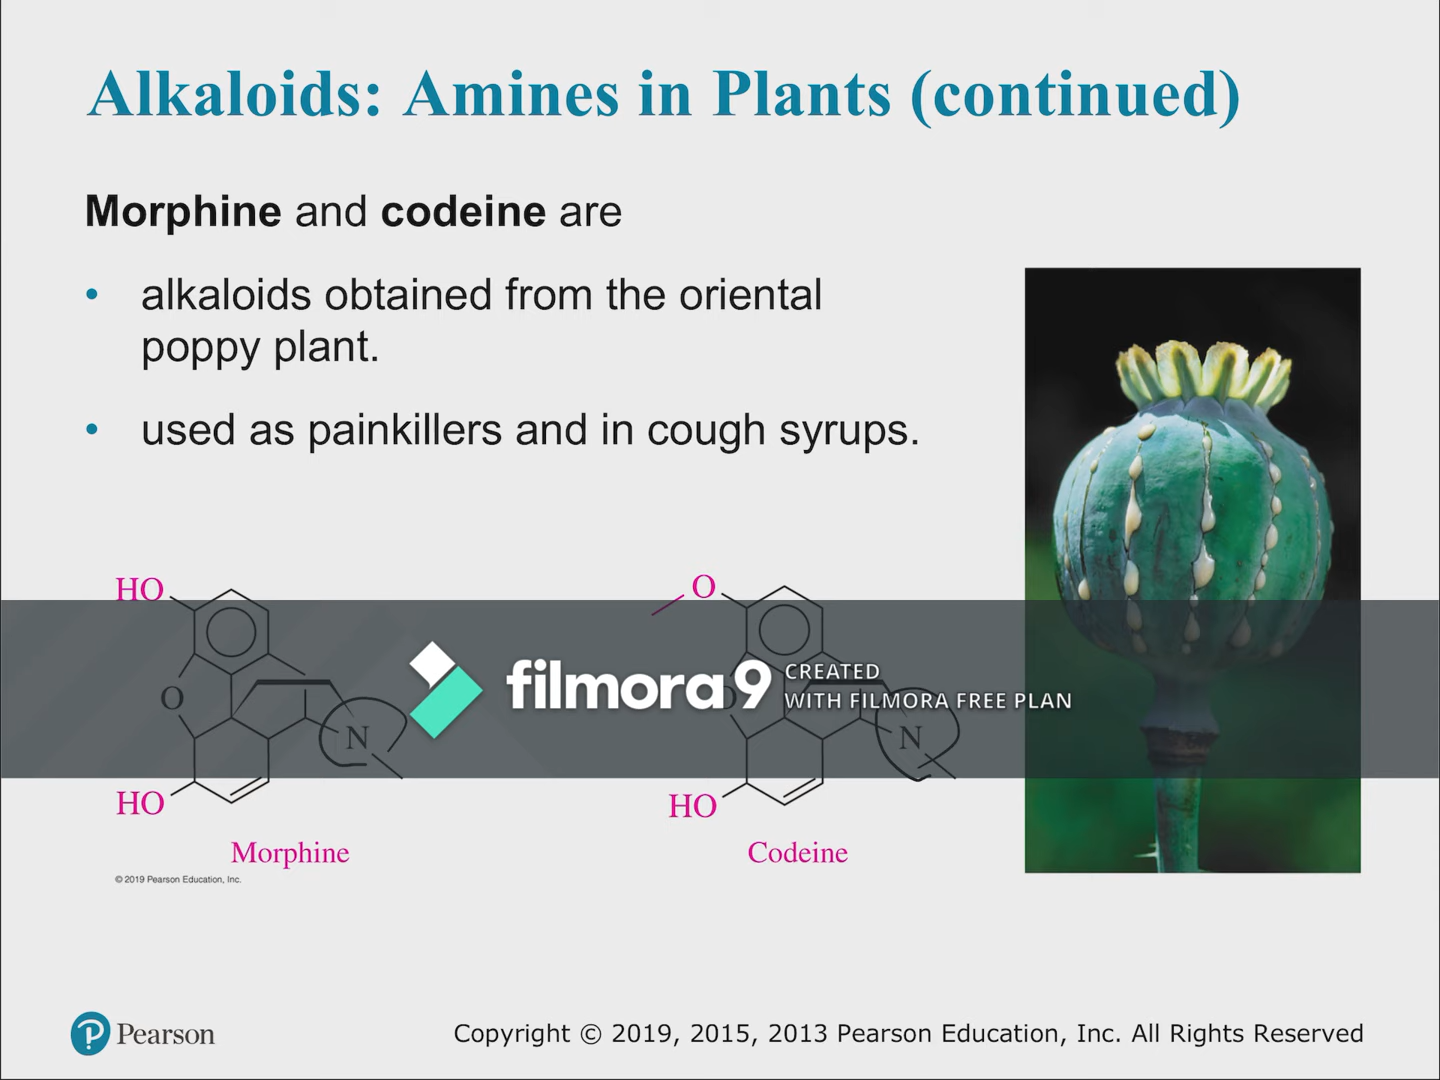 Alkaloids: Amines in Plants (continued)
Morphine and codeine are
• alkaloids obtained from the oriental
poppy plant.
• used as painkillers and in cough syrups.
HO
O
N
HO
Morphine
© 2019 Pearson Education, Inc.
O
O
N
HO
Codeine
filmora9 CREATED
WITH FILMORA FREE PLAN
Pearson
Copyright © 2019, 2015, 2013 Pearson Education, Inc. All Rights Reserved